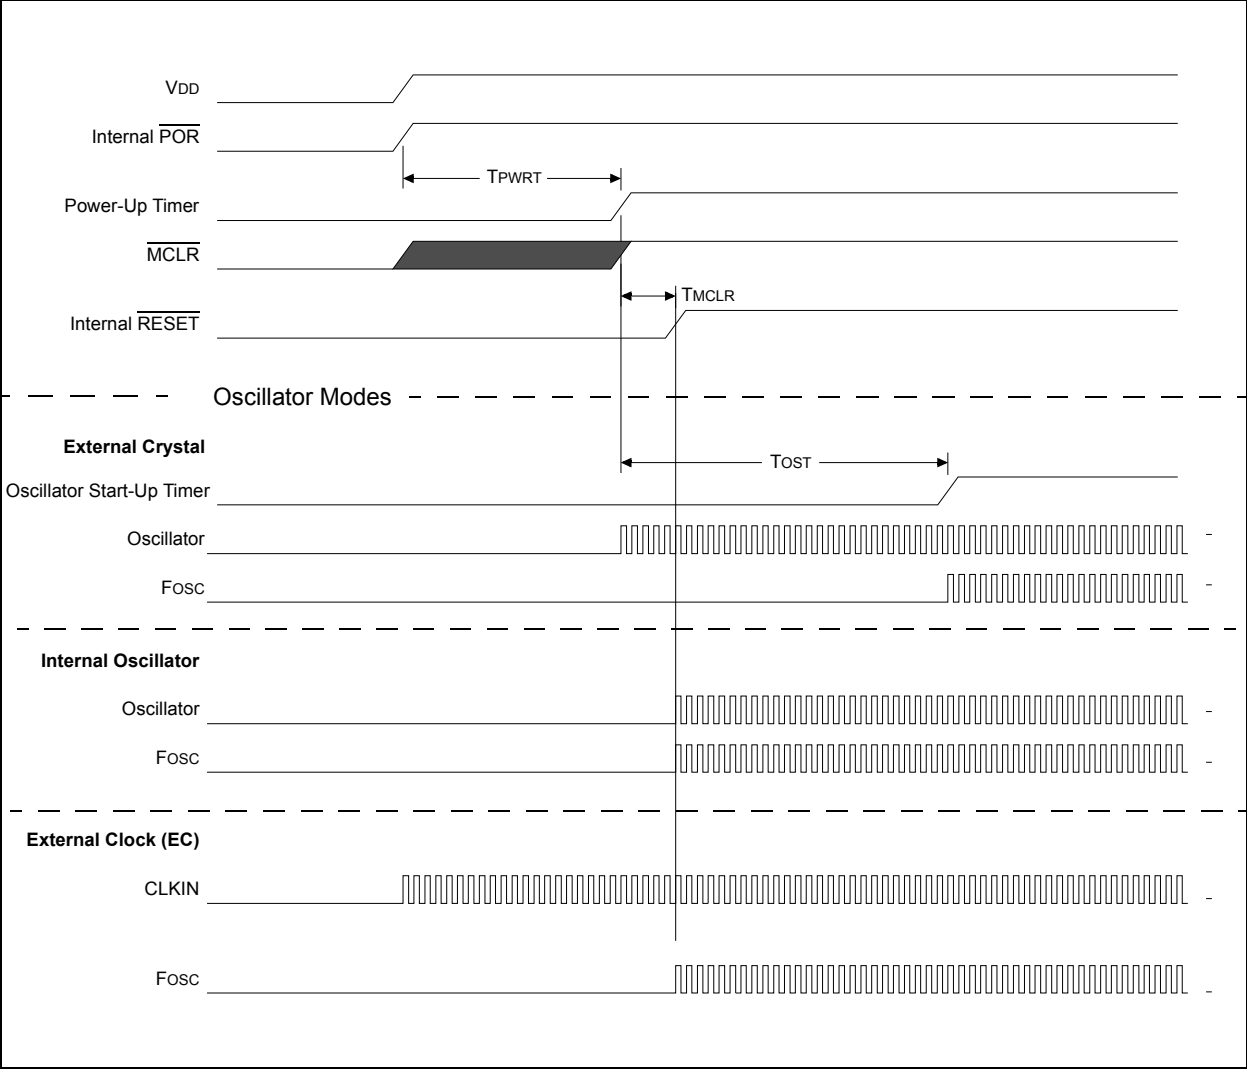 VDD
Internal POR
TPWRT
Power-Up Timer
MCLR
TMCLR
Internal RESET
Oscillator Modes
External Crystal
TOST
Oscillator Start-Up Timer
Oscillator
FOSC
Internal Oscillator
Oscillator
FOSC
External Clock (EC)
CLKIN
FOSC